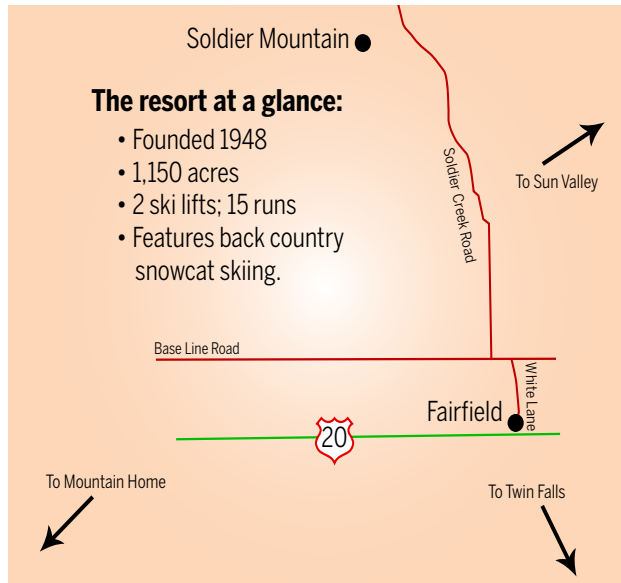 Soldier Mountain
The resort at a glance:
• Founded 1948
• 1,150 acres
• 2 ski lifts; 15 runs
• Features back country
snowcat skiing.
Soldier Creek Road
To Sun Valley
Base Line Road
White Lane
Fairfield
20
To Mountain Home
To Twin Falls